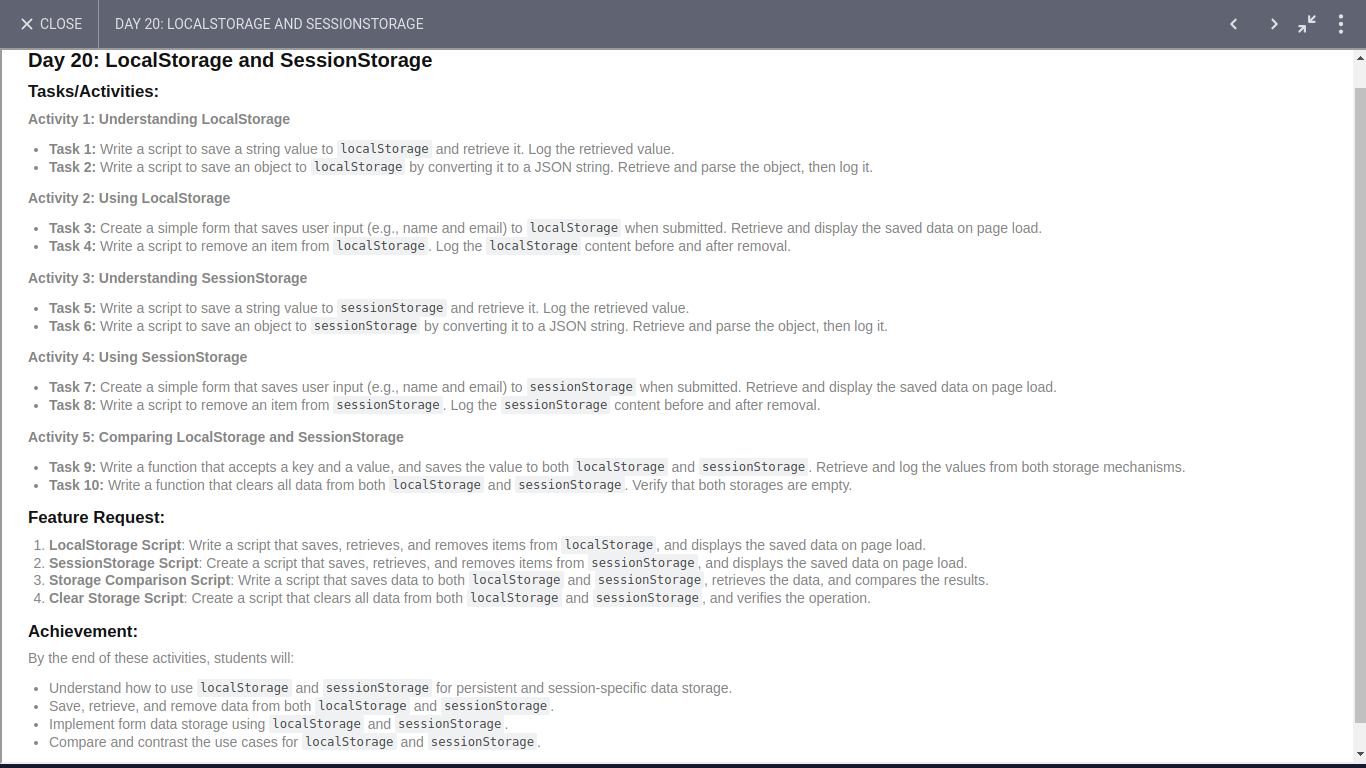 CLOSE
DAY 20: LOCALSTORAGE AND SESSIONSTORAGE
Day 20: LocalStorage and SessionStorage
Tasks/Activities:
Activity 1: Understanding LocalStorage
• Task 1: Write a script to save a string value to localStorage and retrieve it. Log the retrieved value.
• Task 2: Write a script to save an object to localStorage by converting it to a JSON string. Retrieve and parse the object, then log it.
Activity 2: Using LocalStorage
• Task 3: Create a simple form that saves user input (e.g., name and email) to localStorage when submitted. Retrieve and display the saved data on page load.
• Task 4: Write a script to remove an item from localStorage. Log the localStorage content before and after removal.
Activity 3: Understanding SessionStorage
• Task 5: Write a script to save a string value to sessionStorage and retrieve it. Log the retrieved value.
• Task 6: Write a script to save an object to sessionStorage by converting it to a JSON string. Retrieve and parse the object, then log it.
Activity 4: Using SessionStorage
• Task 7: Create a simple form that saves user input (e.g., name and email) to sessionStorage when submitted. Retrieve and display the saved data on page load.
• Task 8: Write a script to remove an item from sessionStorage. Log the sessionStorage content before and after removal.
Activity 5: Comparing LocalStorage and SessionStorage
• Task 9: Write a function that accepts a key and a value, and saves the value to both localStorage and sessionStorage. Retrieve and log the values from both storage mechanisms.
• Task 10: Write a function that clears all data from both localStorage and sessionStorage. Verify that both storages are empty.
Feature Request:
1. LocalStorage Script: Write a script that saves, retrieves, and removes items from localStorage, and displays the saved data on page load.
2. SessionStorage Script: Create a script that saves, retrieves, and removes items from sessionStorage, and displays the saved data on page load.
3. Storage Comparison Script: Write a script that saves data to both localStorage and sessionStorage, retrieves the data, and compares the results.
4. Clear Storage Script: Create a script that clears all data from both localStorage and sessionStorage, and verifies the operation.
Achievement:
By the end of these activities, students will:
• Understand how to use localStorage and sessionStorage for persistent and session-specific data storage.
• Save, retrieve, and remove data from both localStorage and sessionStorage.
• Implement form data storage using localStorage and sessionStorage.
• Compare and contrast the use cases for localStorage and sessionStorage.